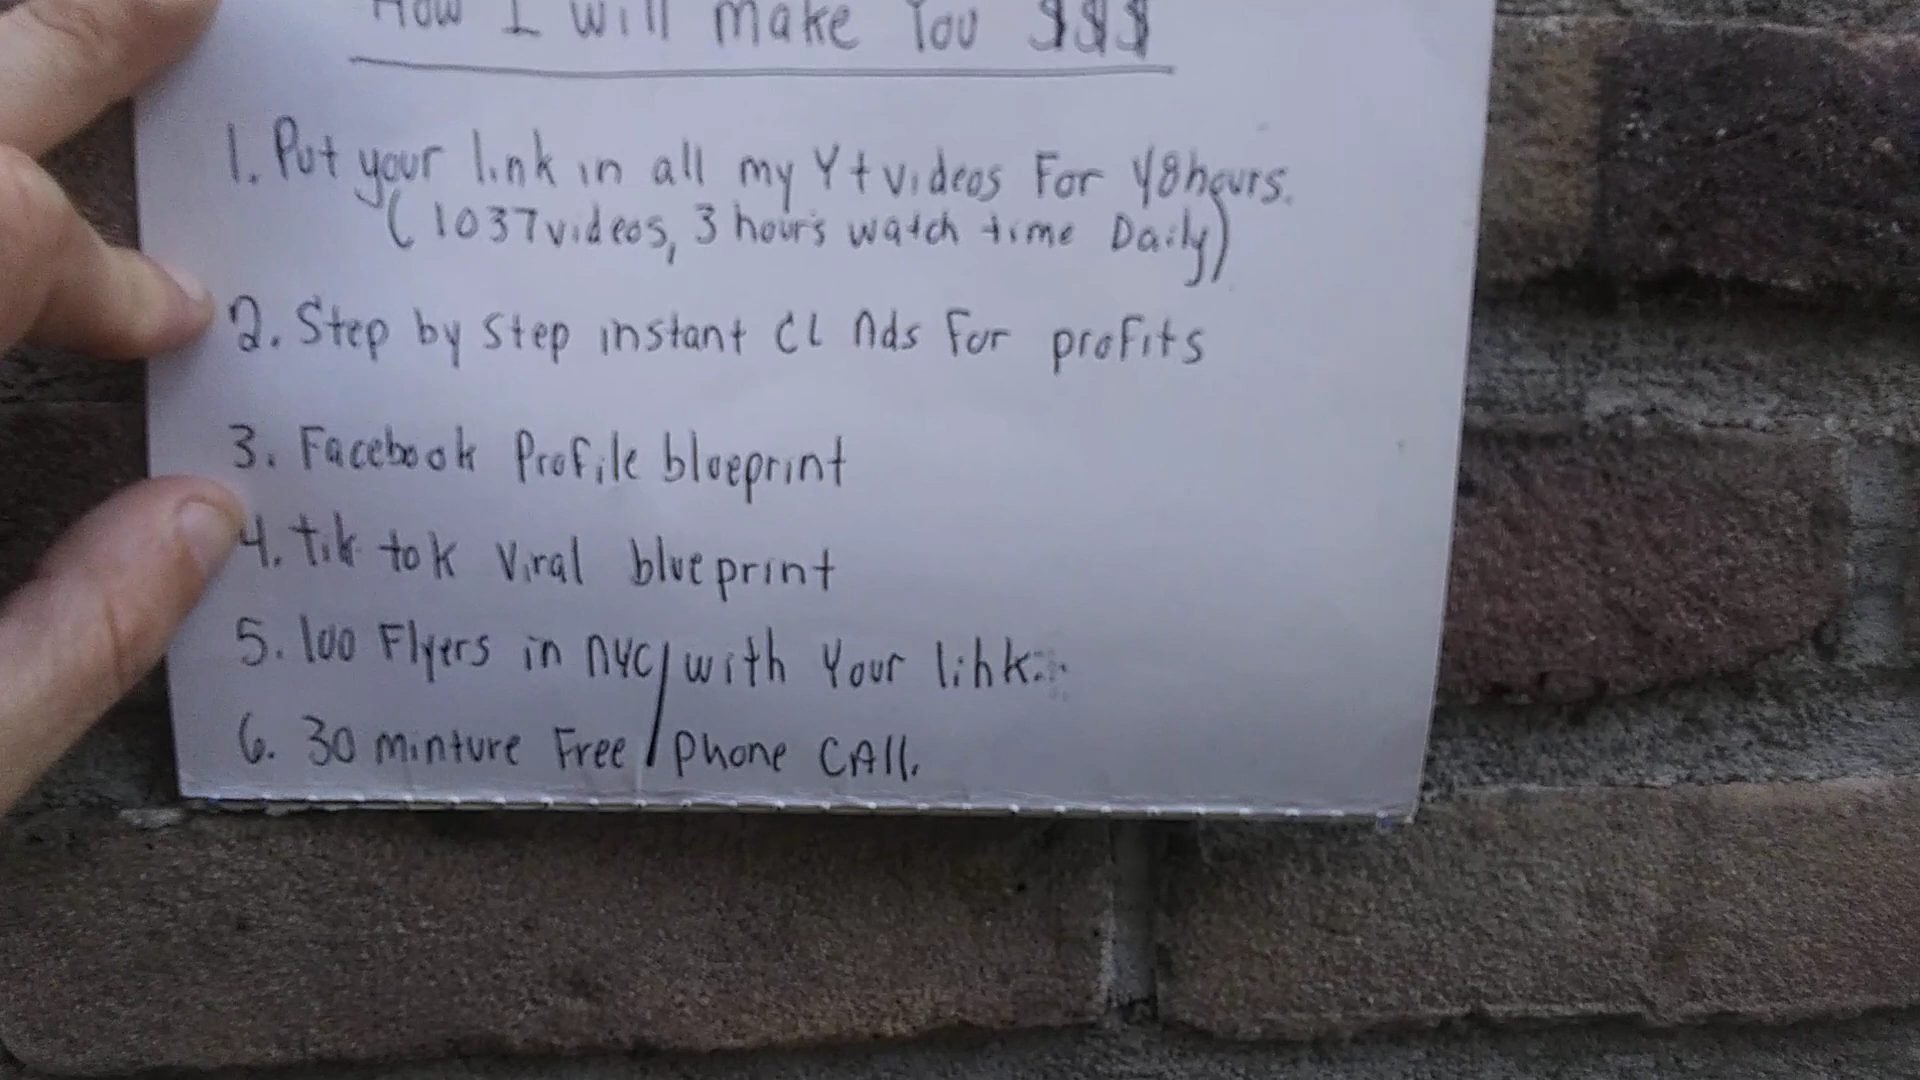 How I will make You $$$
1. Put your link in all my Yt videos For 48hours.
(1037videos, 3 hours watch time Daily)
2. Step by Step instant CL Ads For profits
3. Facebook Profile blueprint
4. tik tok Viral blueprint
5. 100 Flyers in NYC/with Your link.
6. 30 minture Free / phone CAll.